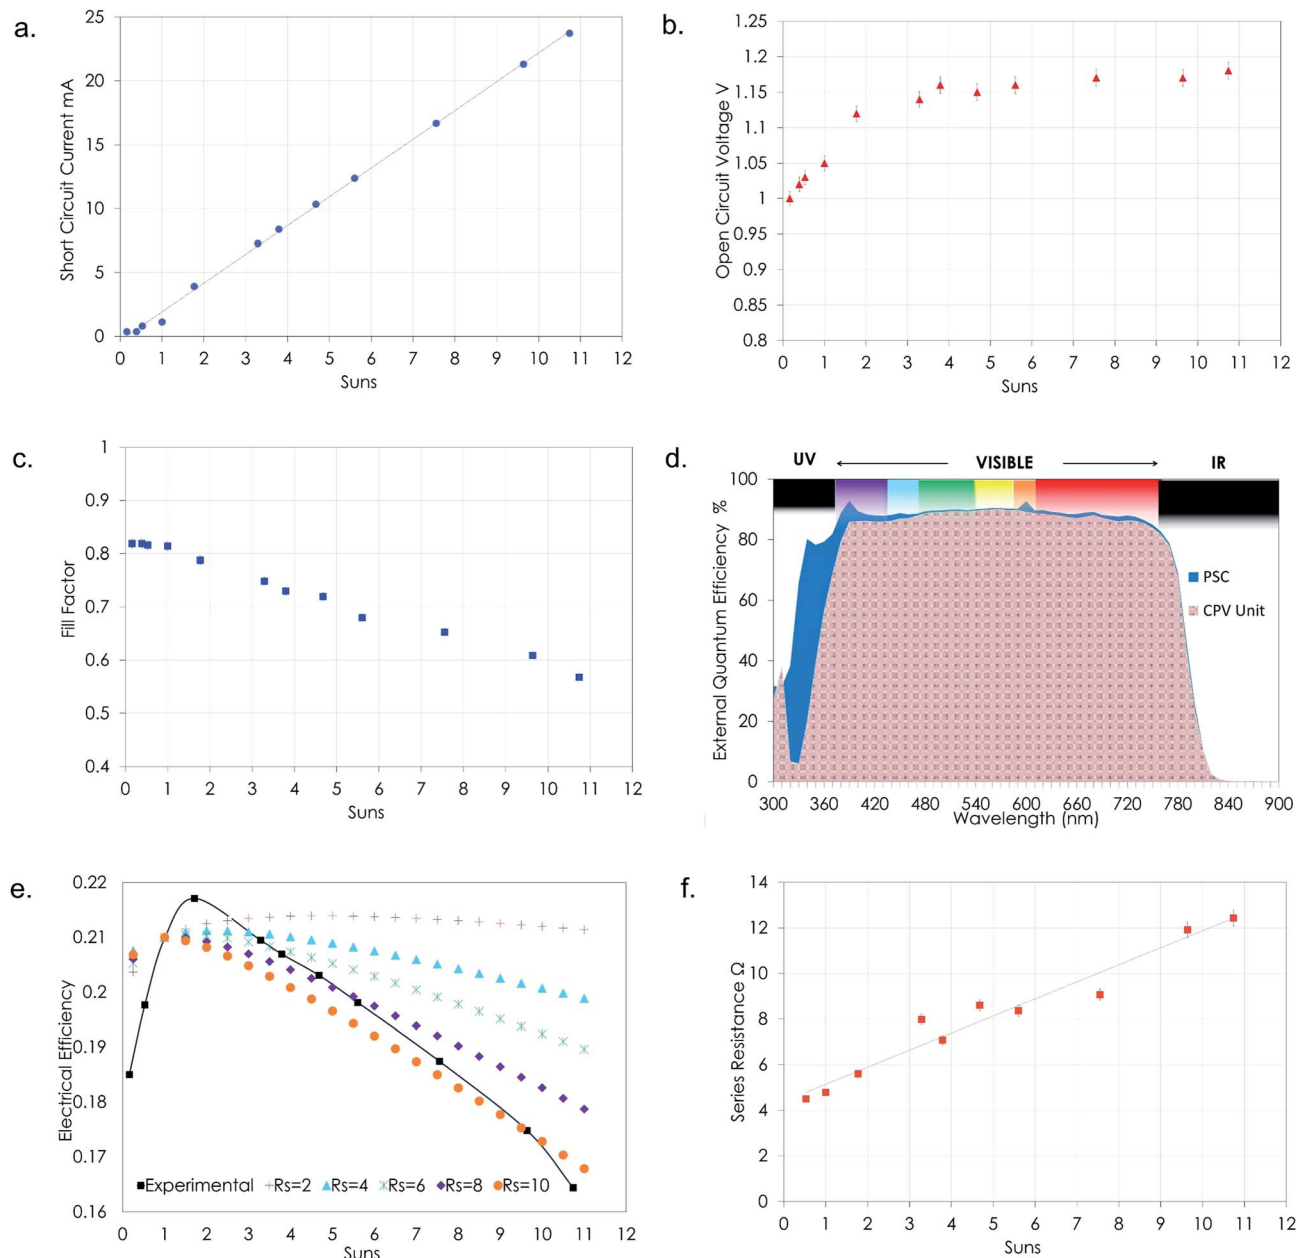 a.
Short Circuit Current mA
25
20
15
10
5
0
0 1 2 3 4 5 6 7 8 9 10 11 12
Suns
b.
Open Circuit Voltage V
1.25
1.2
1.15
1.1
1.05
1
0.95
0.9
0.85
0.8
0 1 2 3 4 5 6 7 8 9 10 11 12
Suns
c.
Fill Factor
1
0.9
0.8
0.7
0.6
0.5
0.4
0 1 2 3 4 5 6 7 8 9 10 11 12
Suns
d.
UV VISIBLE IR
External Quantum Efficiency %
100
80
60
40
20
0
PSC
CPV Unit
300 360 420 480 540 600 660 720 780 840 900
Wavelength (nm)
e.
Electrical Efficiency
0.22
0.21
0.2
0.19
0.18
0.17
0.16
Experimental Rs=2 Rs=4 Rs=6 Rs=8 Rs=10
0 1 2 3 4 5 6 7 8 9 10 11 12
Suns
f.
Series Resistance Ω
14
12
10
8
6
4
2
0
0 1 2 3 4 5 6 7 8 9 10 11 12
Suns